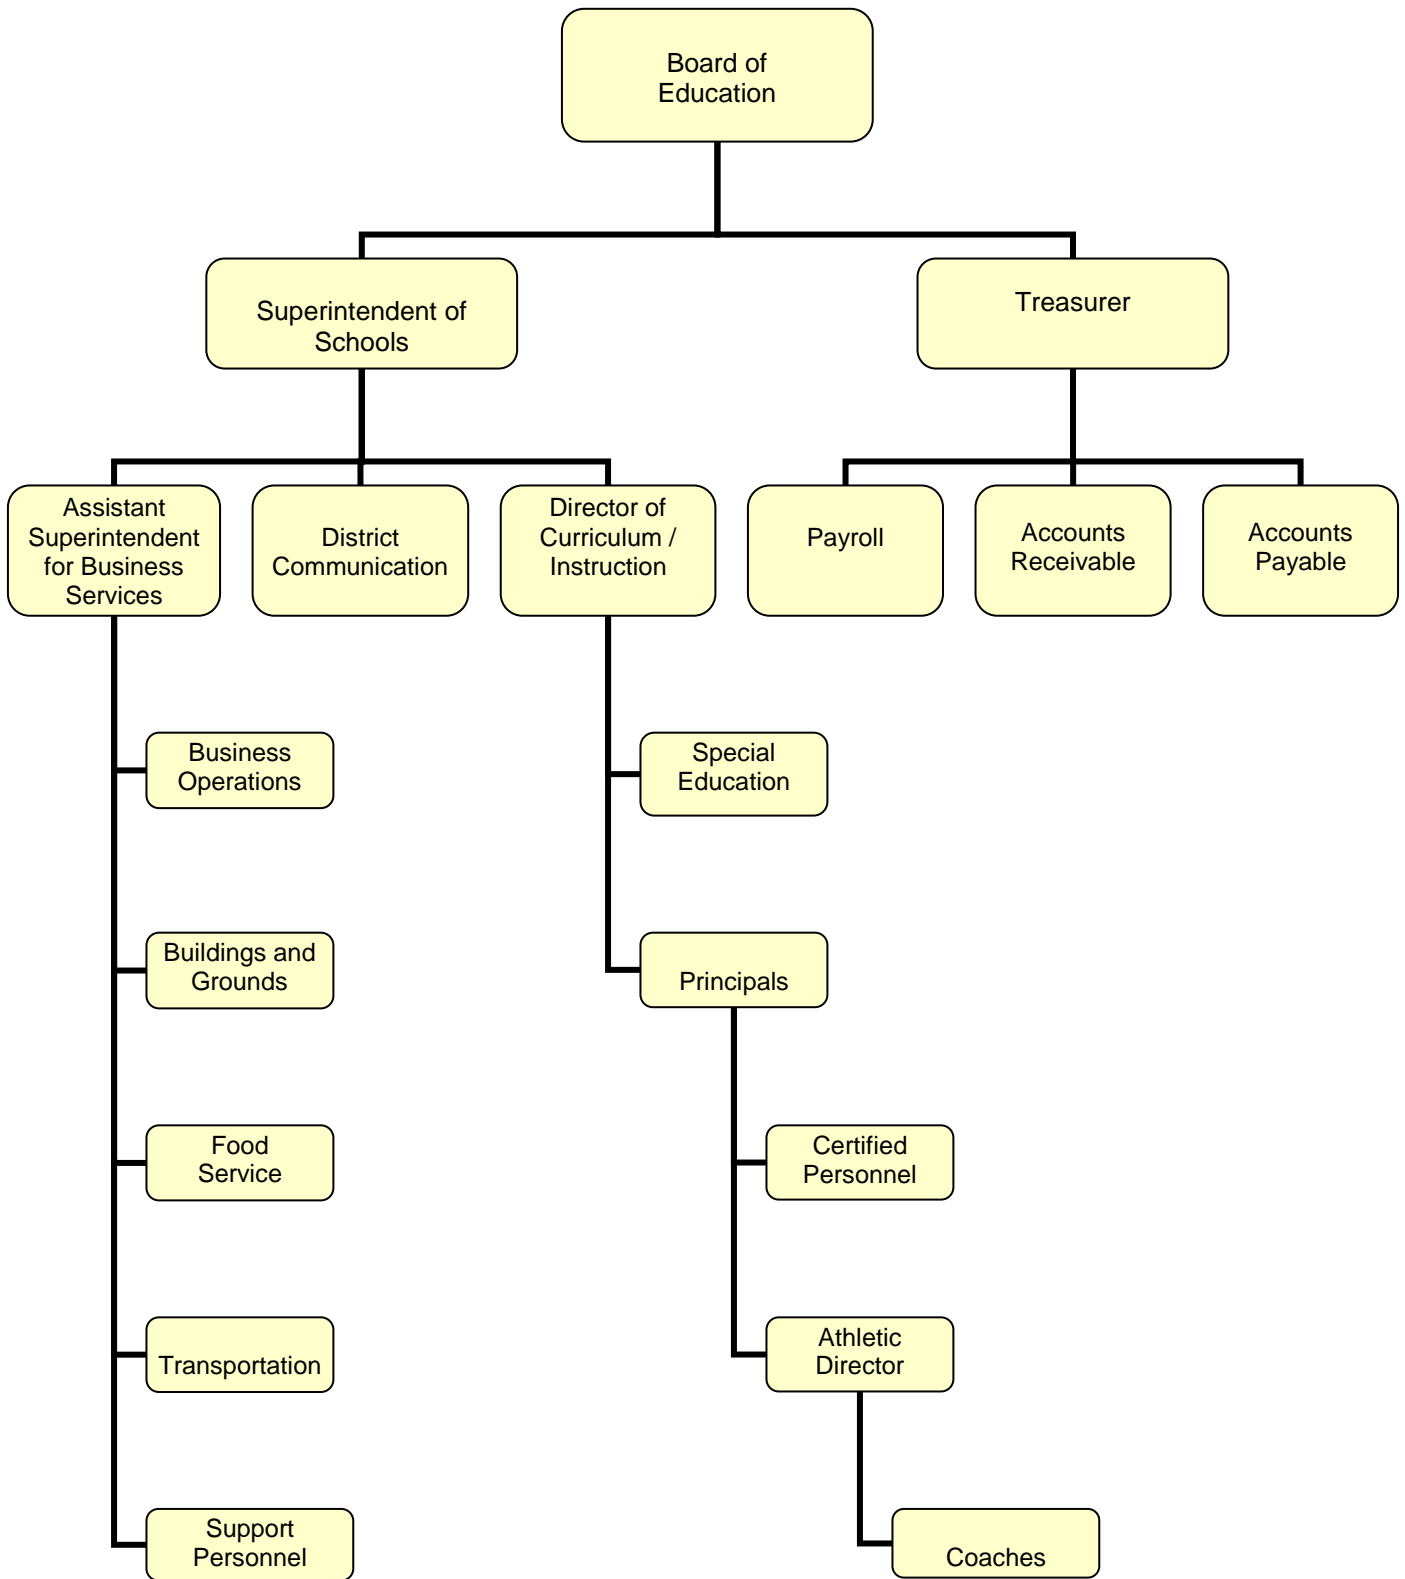 Board of
Education
Superintendent of
Schools
Treasurer
Assistant
Superintendent
for Business
Services
District
Communication
Director of
Curriculum /
Instruction
Payroll
Accounts
Receivable
Accounts
Payable
Business
Operations
Special
Education
Buildings and
Grounds
Principals
Food
Service
Certified
Personnel
Transportation
Athletic
Director
Support
Personnel
Coaches